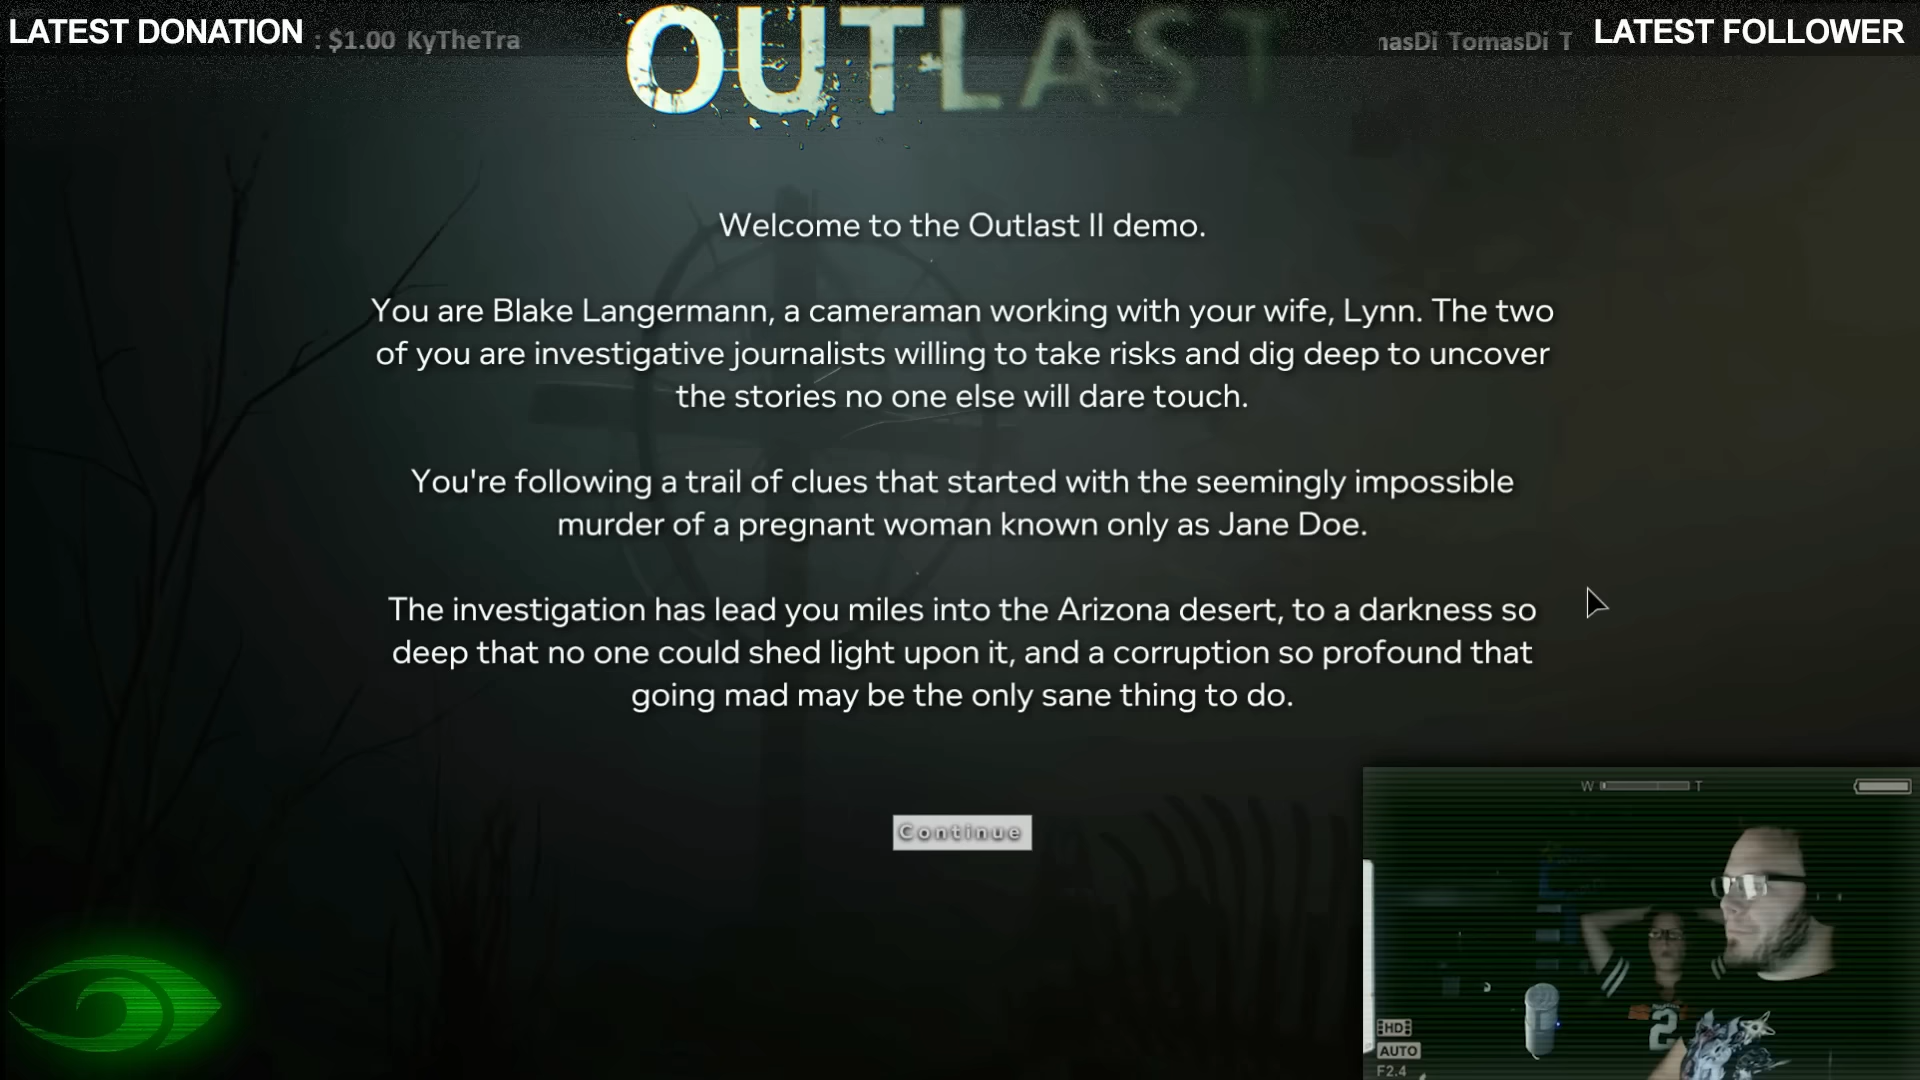 LATEST DONATION : $1.00 KyTheTra
OUTLAST
TomasDi T LATEST FOLLOWER
Welcome to the Outlast II demo.
You are Blake Langermann, a cameraman working with your wife, Lynn. The two
of you are investigative journalists willing to take risks and dig deep to uncover
the stories no one else will dare touch.
You're following a trail of clues that started with the seemingly impossible
murder of a pregnant woman known only as Jane Doe.
The investigation has lead you miles into the Arizona desert, to a darkness so
deep that no one could shed light upon it, and a corruption so profound that
going mad may be the only sane thing to do.
Continue
W T
2
HD
AUTO
F2.4